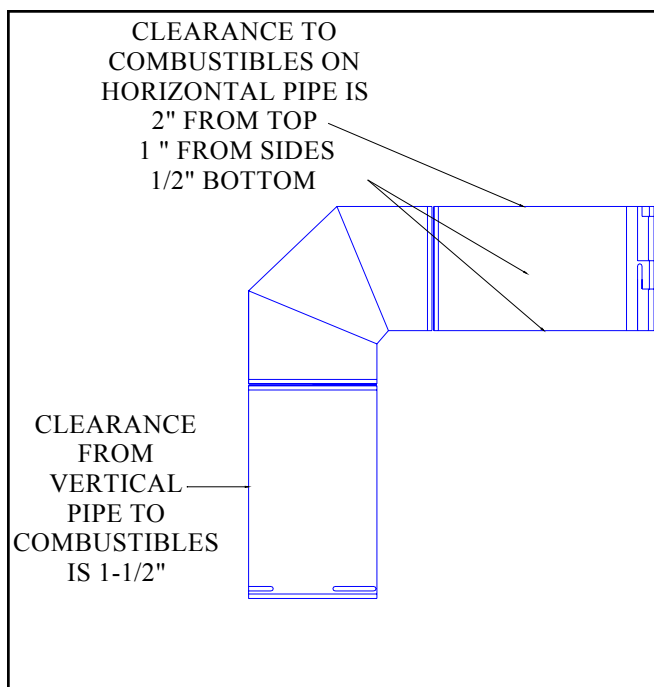 CLEARANCE TO
COMBUSTIBLES ON
HORIZONTAL PIPE IS
2" FROM TOP
1 " FROM SIDES
1/2" BOTTOM
CLEARANCE
FROM
VERTICAL
PIPE TO
COMBUSTIBLES
IS 1-1/2"